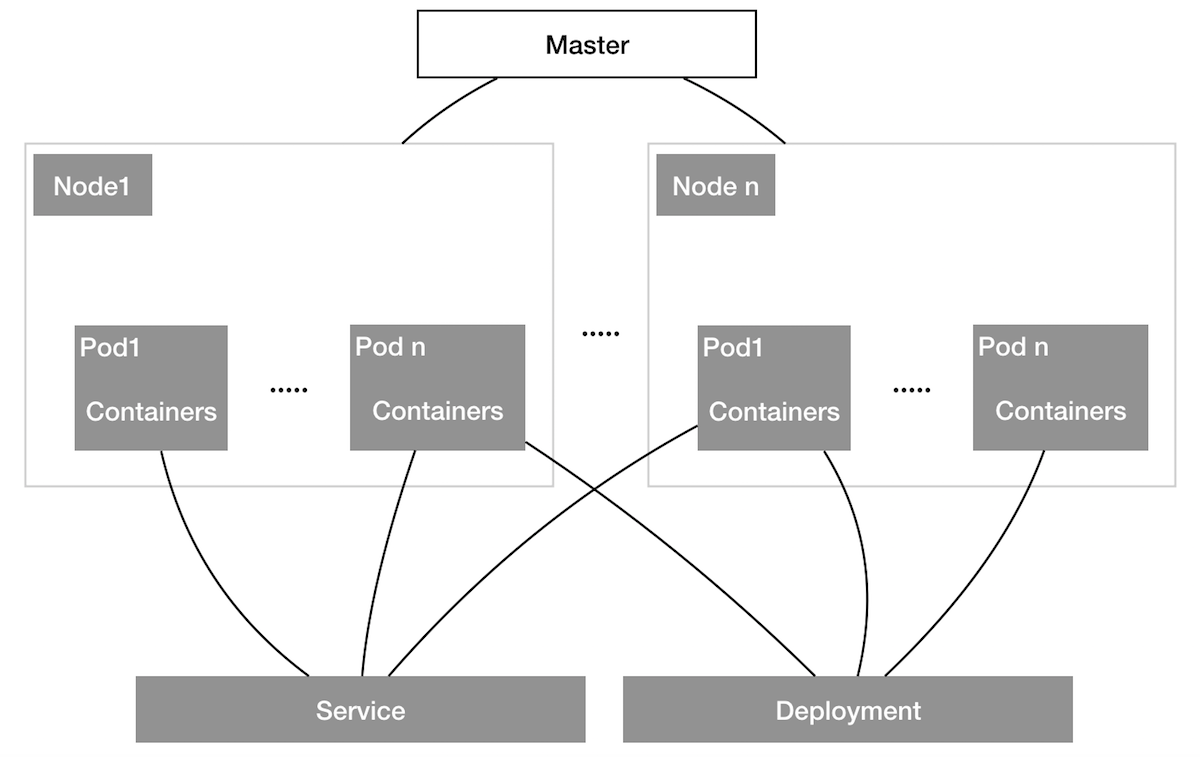 Master
Node1
Node n
Pod1
Containers
.....
Pod n
Containers
.....
Pod1
Containers
.....
Pod n
Containers
Service
Deployment